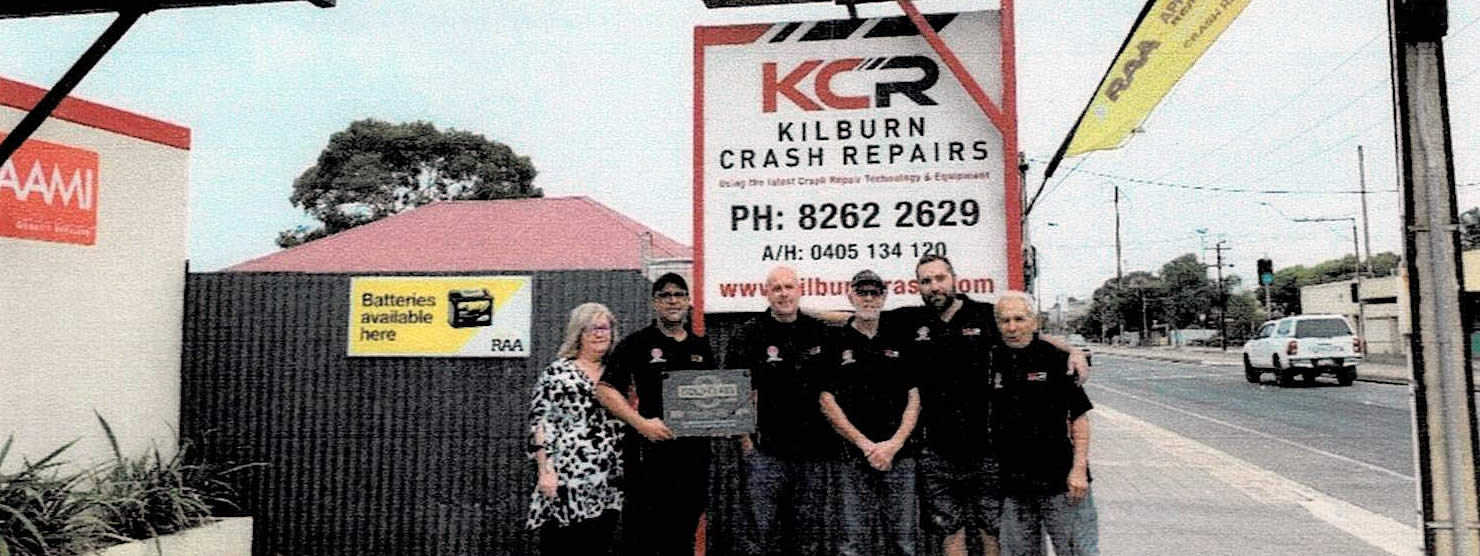 AAMI
KCR
KILBURN
CRASH REPAIRS
Using the latest Crash Repair Technology & Equipment
PH: 8262 2629
A/H: 0405 134 120
RAA
CRASH
Batteries
available
here
RAA